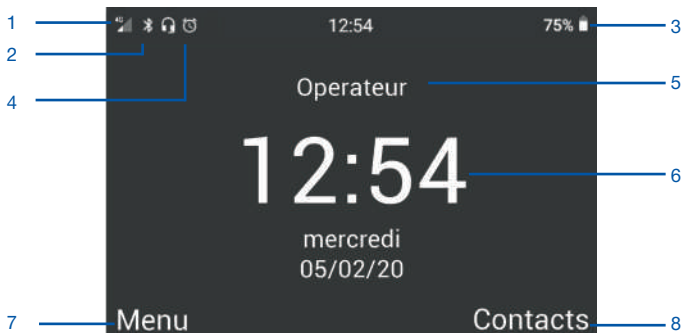 1 4G 12:54 75% 3
2
4
Operateur 5
12:54 6
mercredi
05/02/20
7 Menu Contacts 8